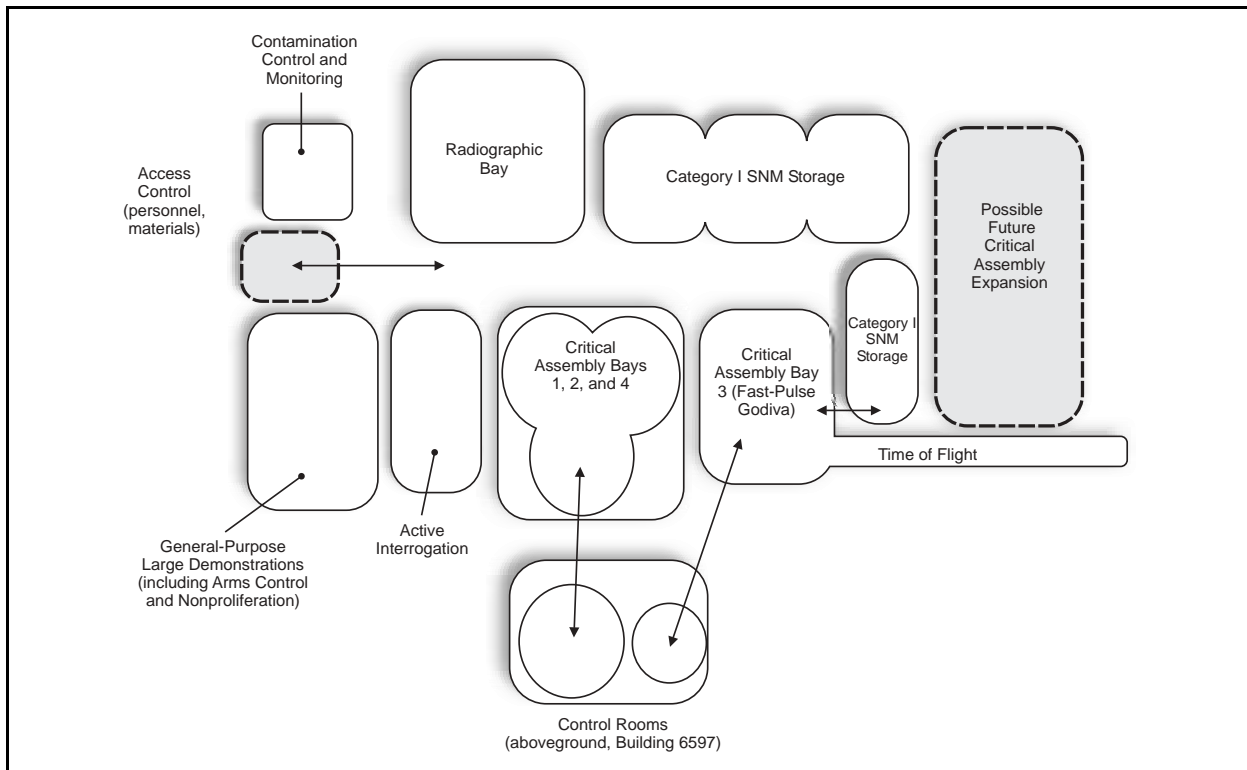 Contamination
Control and
Monitoring
Radiographic
Bay
Category I SNM Storage
Access
Control
(personnel,
materials)
Possible
Future
Critical
Assembly
Expansion
Category I
SNM
Storage
Critical
Assembly Bays
1, 2, and 4
Critical
Assembly Bay
3 (Fast-Pulse
Godiva)
Time of Flight
General-Purpose
Large Demonstrations
(including Arms Control
and Nonproliferation)
Active
Interrogation
Control Rooms
(aboveground, Building 6597)